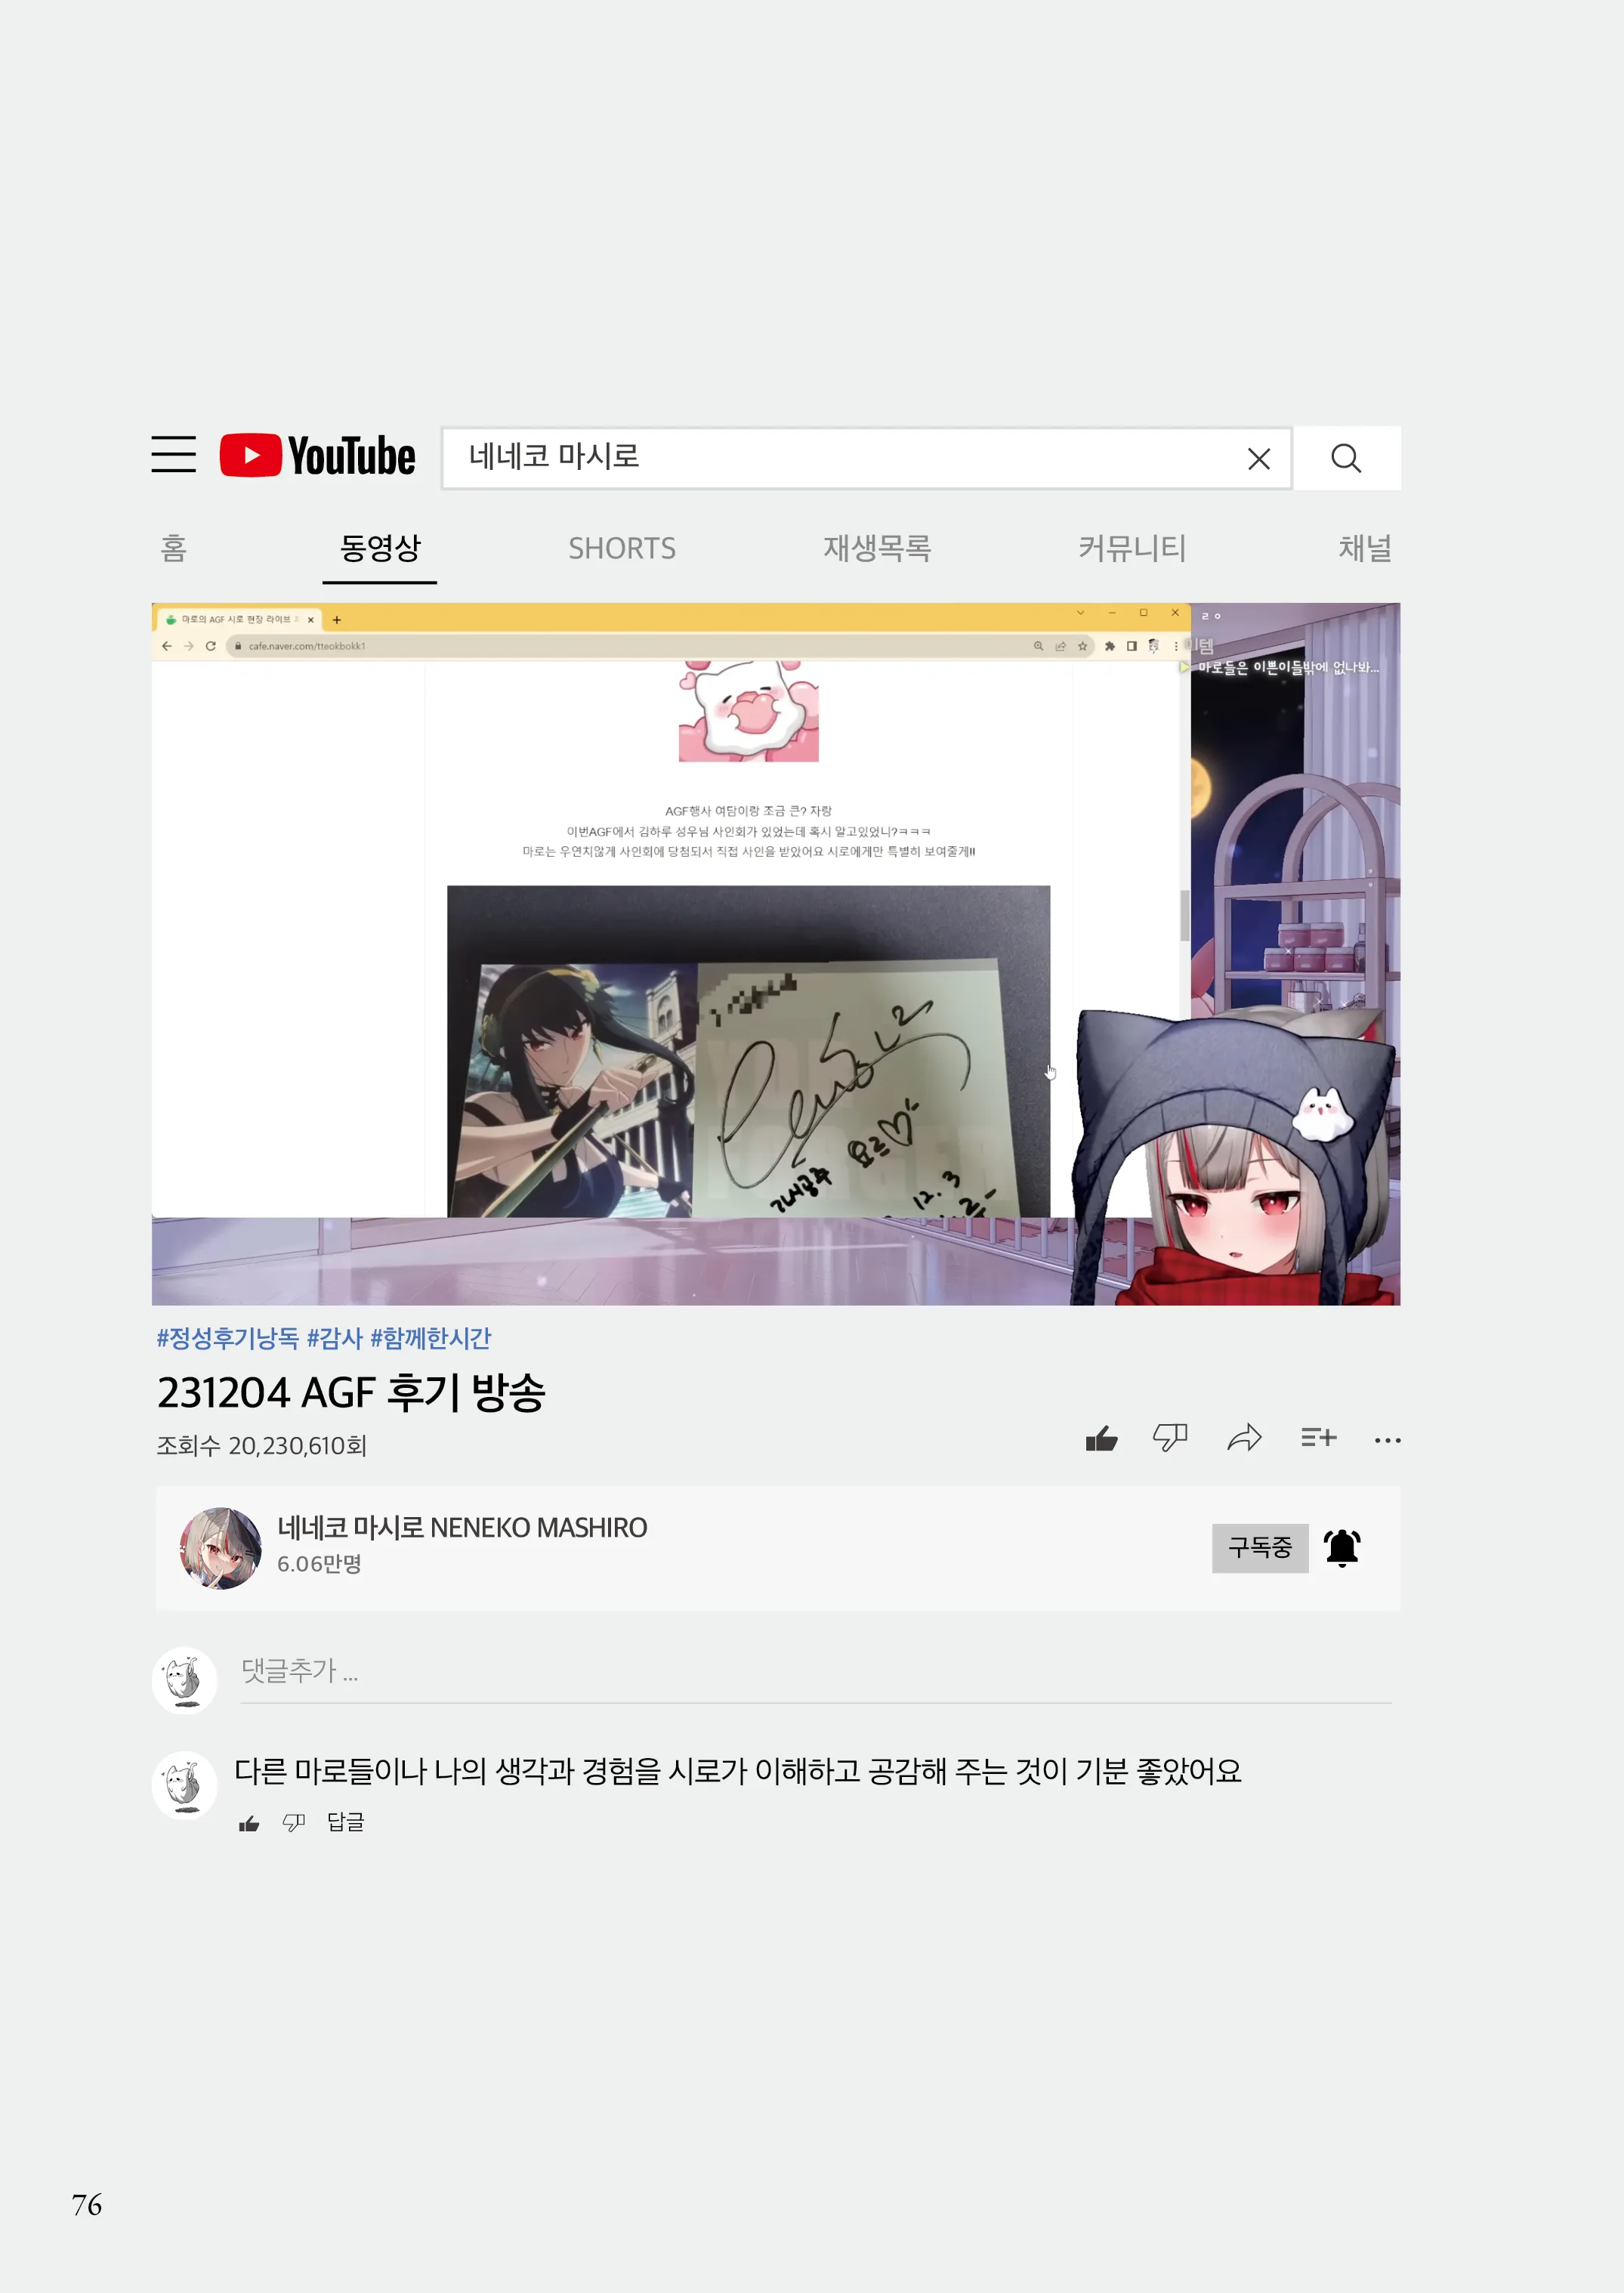 YouTube
네네코 마시로
홈 동영상 SHORTS 재생목록 커뮤니티 채널
마로의 AGF 시로 현장 라이브
cafe.naver.com/tteokbokk1
ㄹㅇ
마로들은 이쁜이들밖에 없나봐...
AGF행사 여담이랑 조금 큰? 자랑
이번AGF에서 김하루 성우님 사인회가 있었는데 혹시 알고있었니?ㅋㅋㅋ
마로는 우연치않게 사인회에 당첨되서 직접 사인을 받았어요 시로에게만 특별히 보여줄게!!
요르♡
12.3
#정성후기낭독 #감사 #함께한시간
231204 AGF 후기 방송
조회수 20,230,610회
네네코 마시로 NENEKO MASHIRO
6.06만명
구독중
댓글추가 ...
다른 마로들이나 나의 생각과 경험을 시로가 이해하고 공감해 주는 것이 기분 좋았어요
답글
76